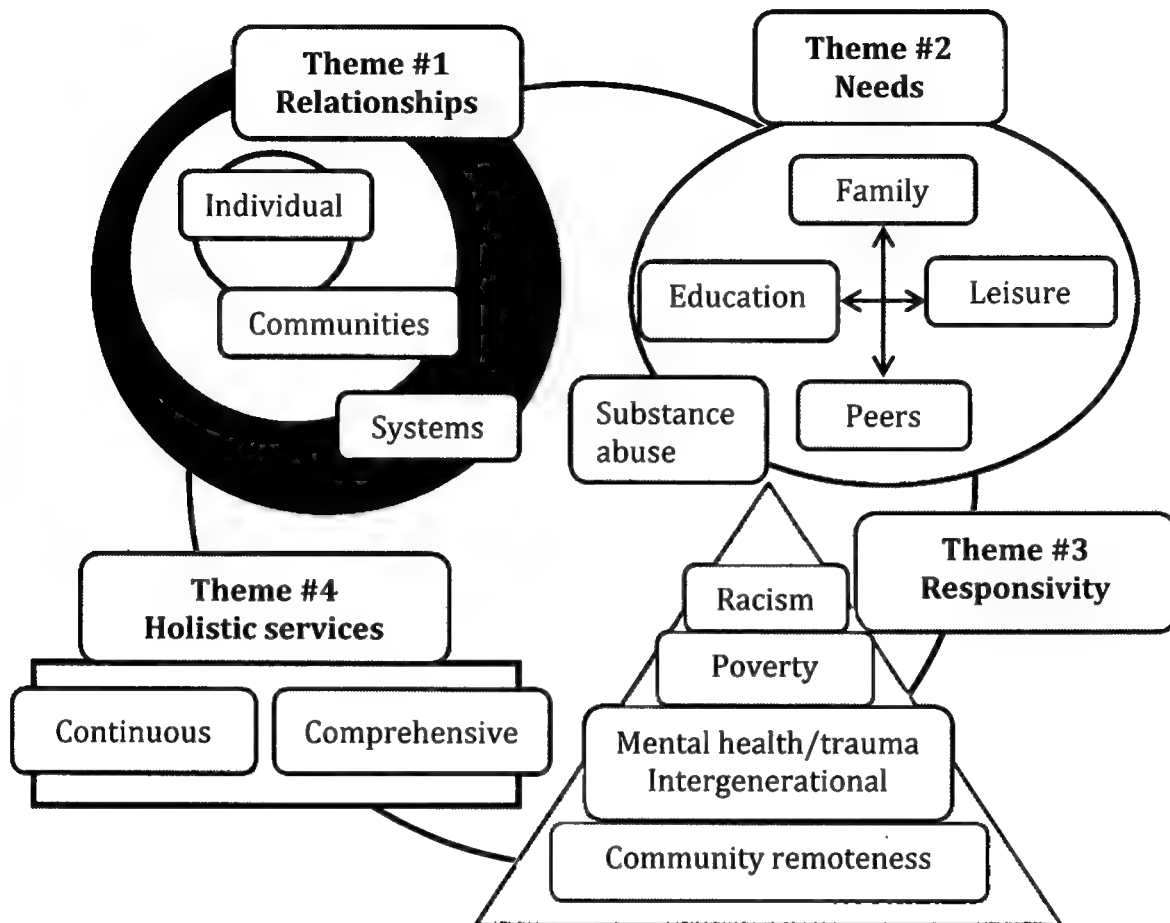 Theme #1
Relationships
Individual
Communities
Systems
Theme #2
Needs
Family
Education
Leisure
Peers
Substance
abuse
Theme #3
Responsivity
Racism
Poverty
Mental health/trauma
Intergenerational
Community remoteness
Theme #4
Holistic services
Continuous
Comprehensive